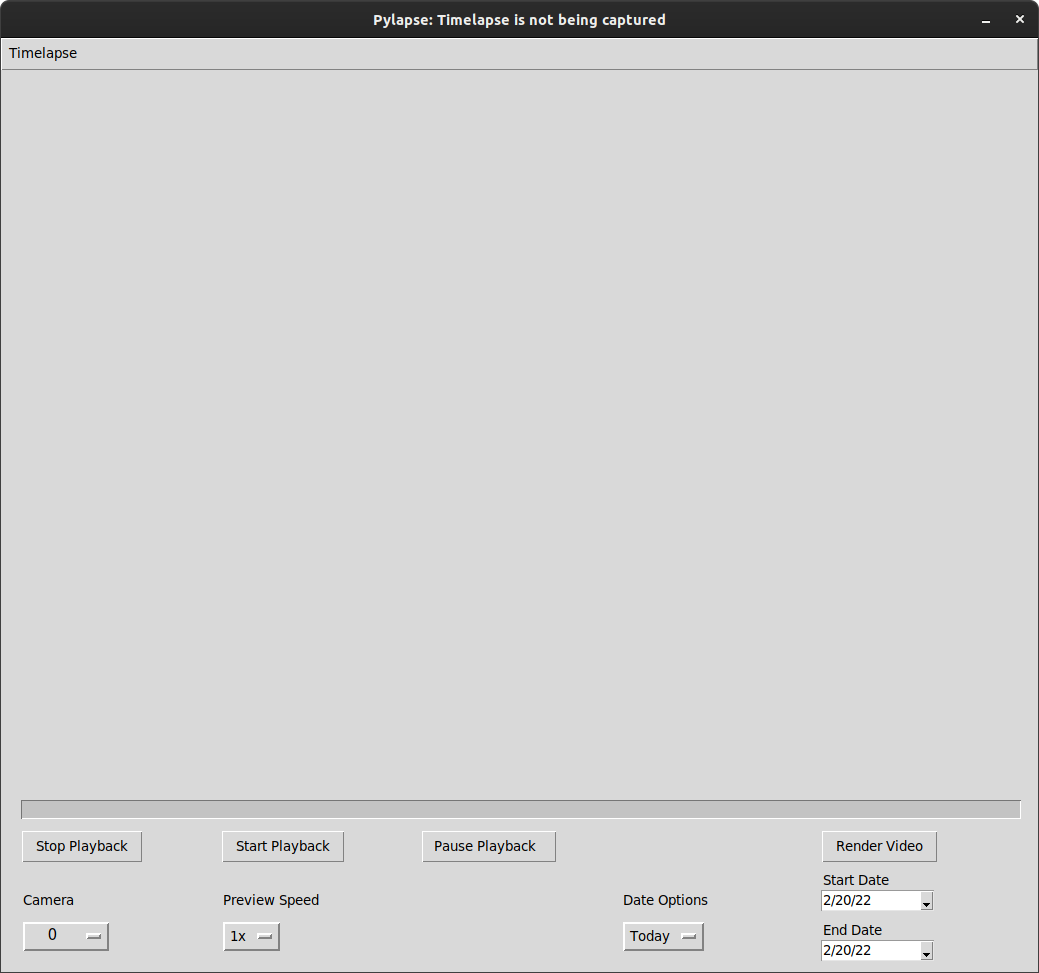 Pylapse: Timelapse is not being captured
Timelapse
Stop Playback
Start Playback
Pause Playback
Render Video
Start Date
2/20/22
Camera
Preview Speed
Date Options
End Date
0
1x
Today
2/20/22